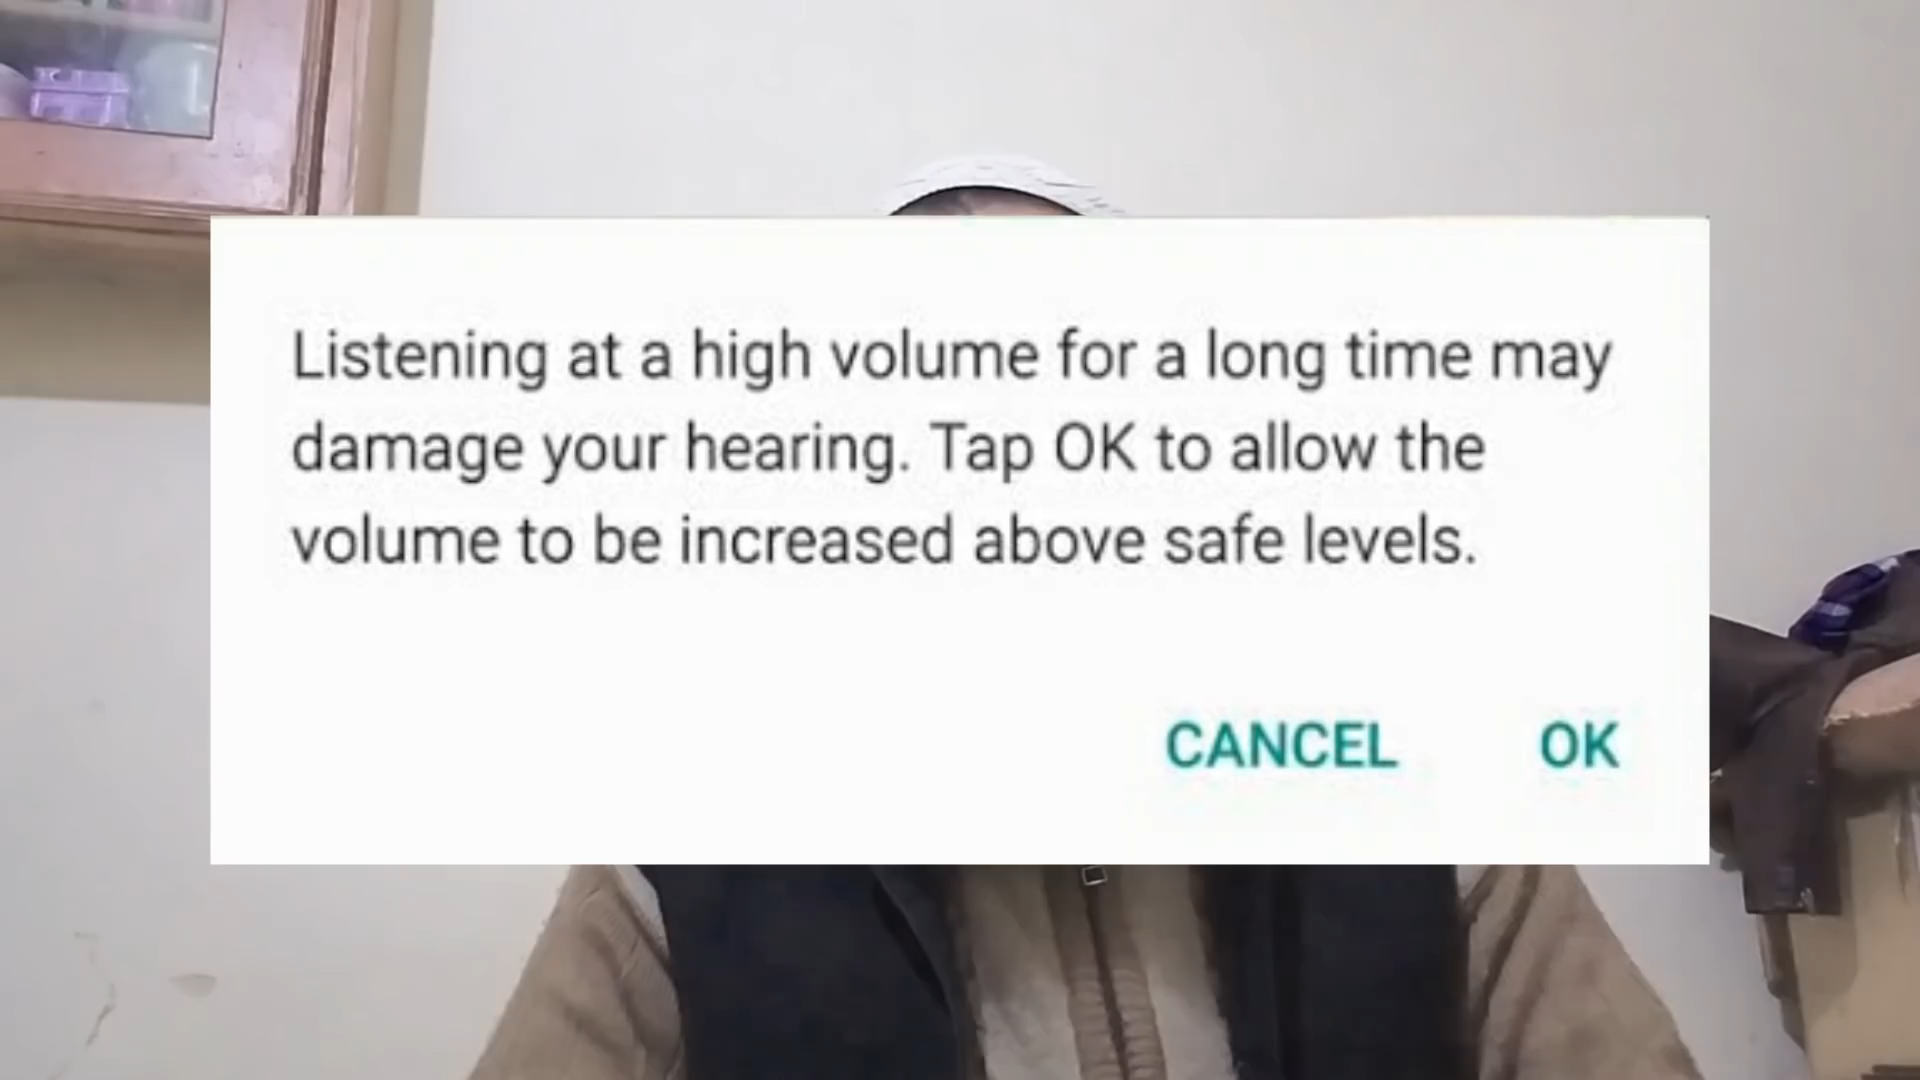 Listening at a high volume for a long time may
damage your hearing. Tap OK to allow the
volume to be increased above safe levels.
CANCEL OK